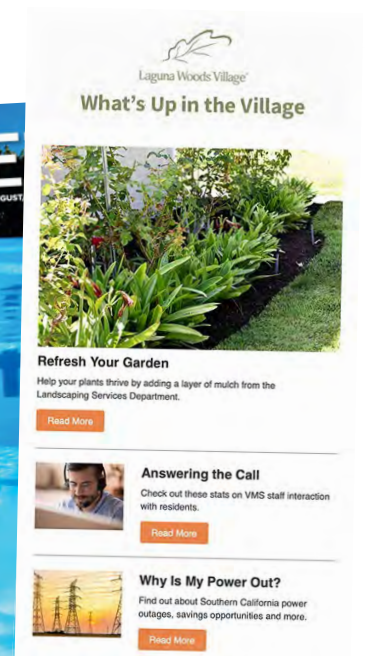 Laguna Woods Village®
What's Up in the Village
Refresh Your Garden
Help your plants thrive by adding a layer of mulch from the
Landscaping Services Department.
Read More
Answering the Call
Check out these stats on VMS staff interaction
with residents.
Read More
Why Is My Power Out?
Find out about Southern California power
outages, savings opportunities and more.
Read More